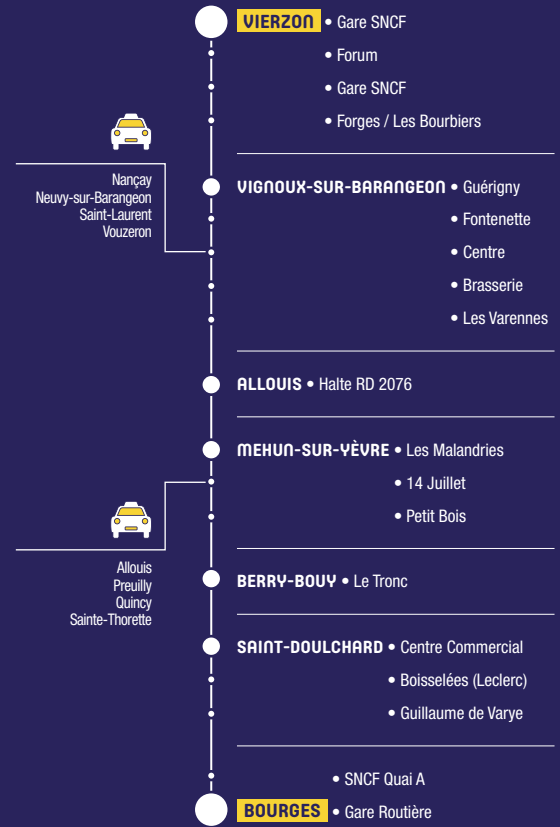 VIERZON • Gare SNCF
• Forum
• Gare SNCF
• Forges / Les Bourbiers
Nançay
Neuvy-sur-Barangeon
Saint-Laurent
Vouzeron
VIGNOUX-SUR-BARANGEON • Guérigny
• Fontenette
• Centre
• Brasserie
• Les Varennes
ALLOUIS • Halte RD 2076
MEHUN-SUR-YÈVRE • Les Malandries
• 14 Juillet
• Petit Bois
Allouis
Preuilly
Quincy
Sainte-Thorette
BERRY-BOUY • Le Tronc
SAINT-DOULCHARD • Centre Commercial
• Boisselées (Leclerc)
• Guillaume de Varye
• SNCF Quai A
BOURGES • Gare Routière